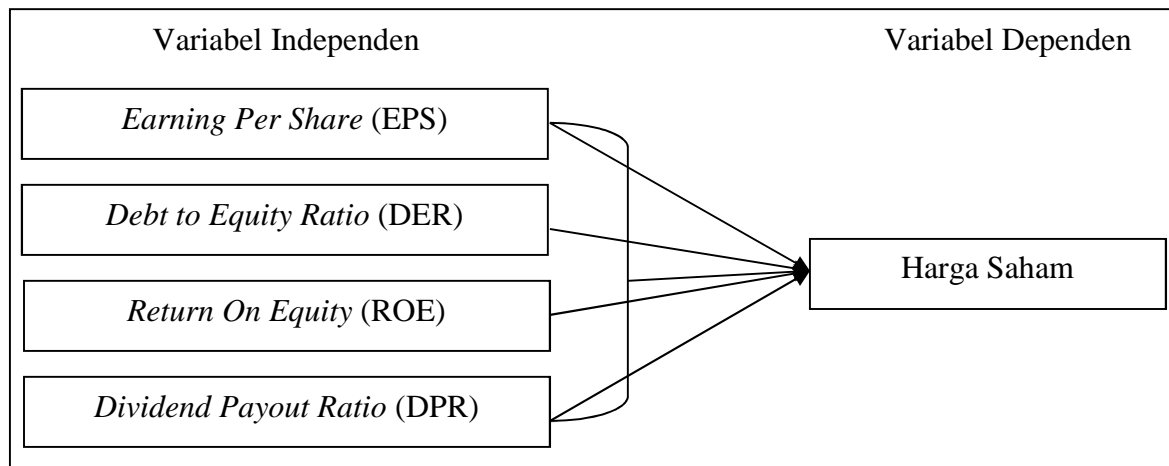 Variabel Independen
Variabel Dependen
Earning Per Share (EPS)
Debt to Equity Ratio (DER)
Harga Saham
Return On Equity (ROE)
Dividend Payout Ratio (DPR)